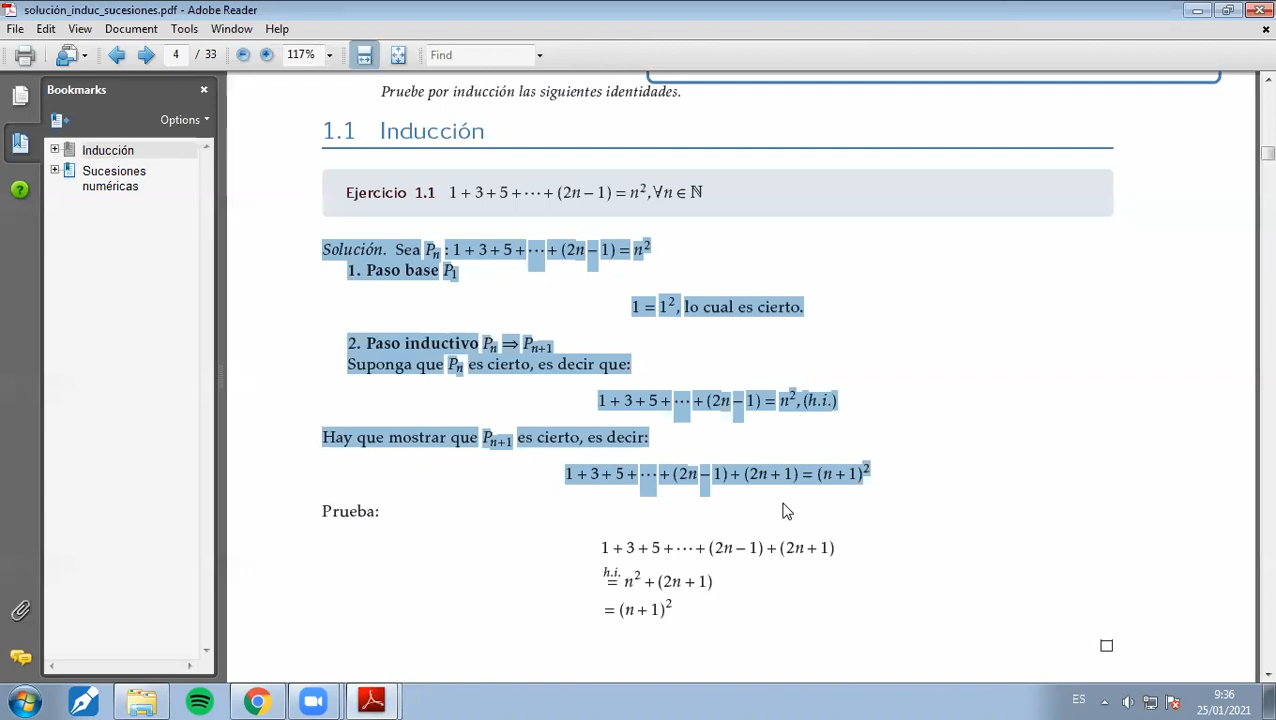 solución_induc_sucesiones.pdf - Adobe Reader
File Edit View Document Tools Window Help
4 / 33 117% Find
Bookmarks
Options
Inducción
Sucesiones
numéricas
Pruebe por inducción las siguientes identidades.
1.1 Inducción
Ejercicio 1.1 1 + 3 + 5 + ⋯ + (2n − 1) = n², ∀n ∈ ℕ
Solución. Sea Pₙ : 1 + 3 + 5 + ⋯ + (2n − 1) = n²
1. Paso base P₁
1 = 1², lo cual es cierto.
2. Paso inductivo Pₙ ⇒ Pₙ₊₁
Suponga que Pₙ es cierto, es decir que:
1 + 3 + 5 + ⋯ + (2n − 1) = n², (h.i.)
Hay que mostrar que Pₙ₊₁ es cierto, es decir:
1 + 3 + 5 + ⋯ + (2n − 1) + (2n + 1) = (n + 1)²
Prueba:
1 + 3 + 5 + ⋯ + (2n − 1) + (2n + 1)
h.i.
= n² + (2n + 1)
= (n + 1)²
□
ES 9:36
25/01/2021